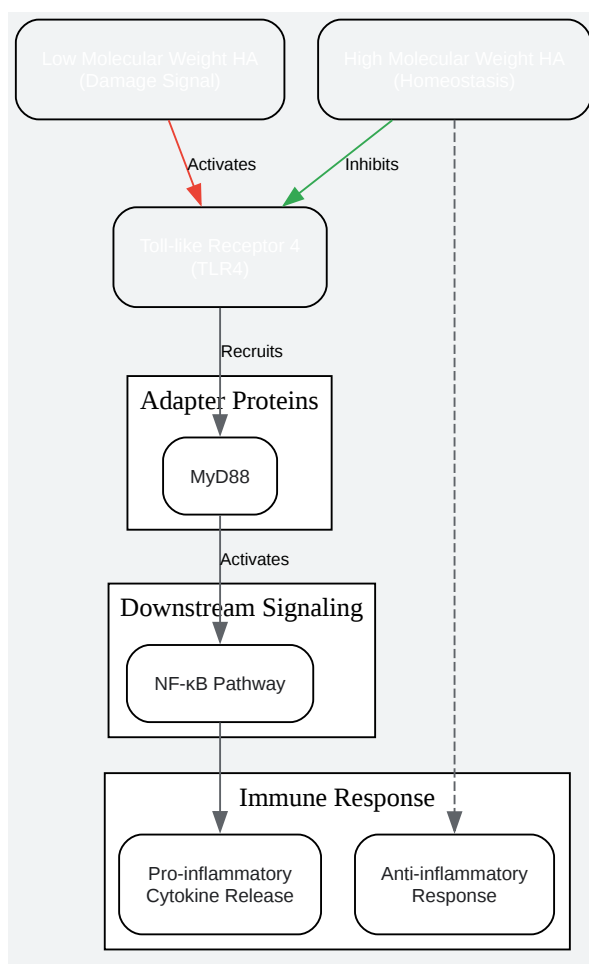 Low Molecular Weight HA
(Damage Signal)
High Molecular Weight HA
(Homeostasis)
Activates
Inhibits
Toll-like Receptor 4
(TLR4)
Recruits
Adapter Proteins
MyD88
Activates
Downstream Signaling
NF-κB Pathway
Immune Response
Pro-inflammatory
Cytokine Release
Anti-inflammatory
Response